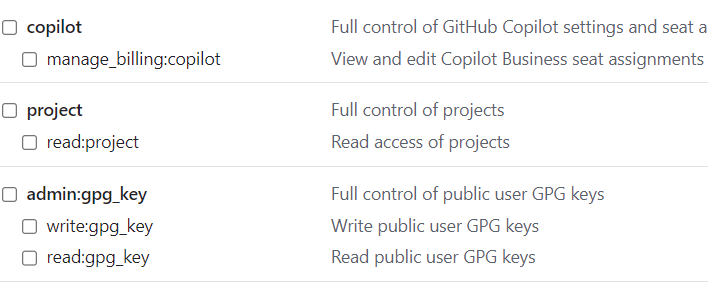 copilot Full control of GitHub Copilot settings and seat a
manage_billing:copilot View and edit Copilot Business seat assignments
project Full control of projects
read:project Read access of projects
admin:gpg_key Full control of public user GPG keys
write:gpg_key Write public user GPG keys
read:gpg_key Read public user GPG keys